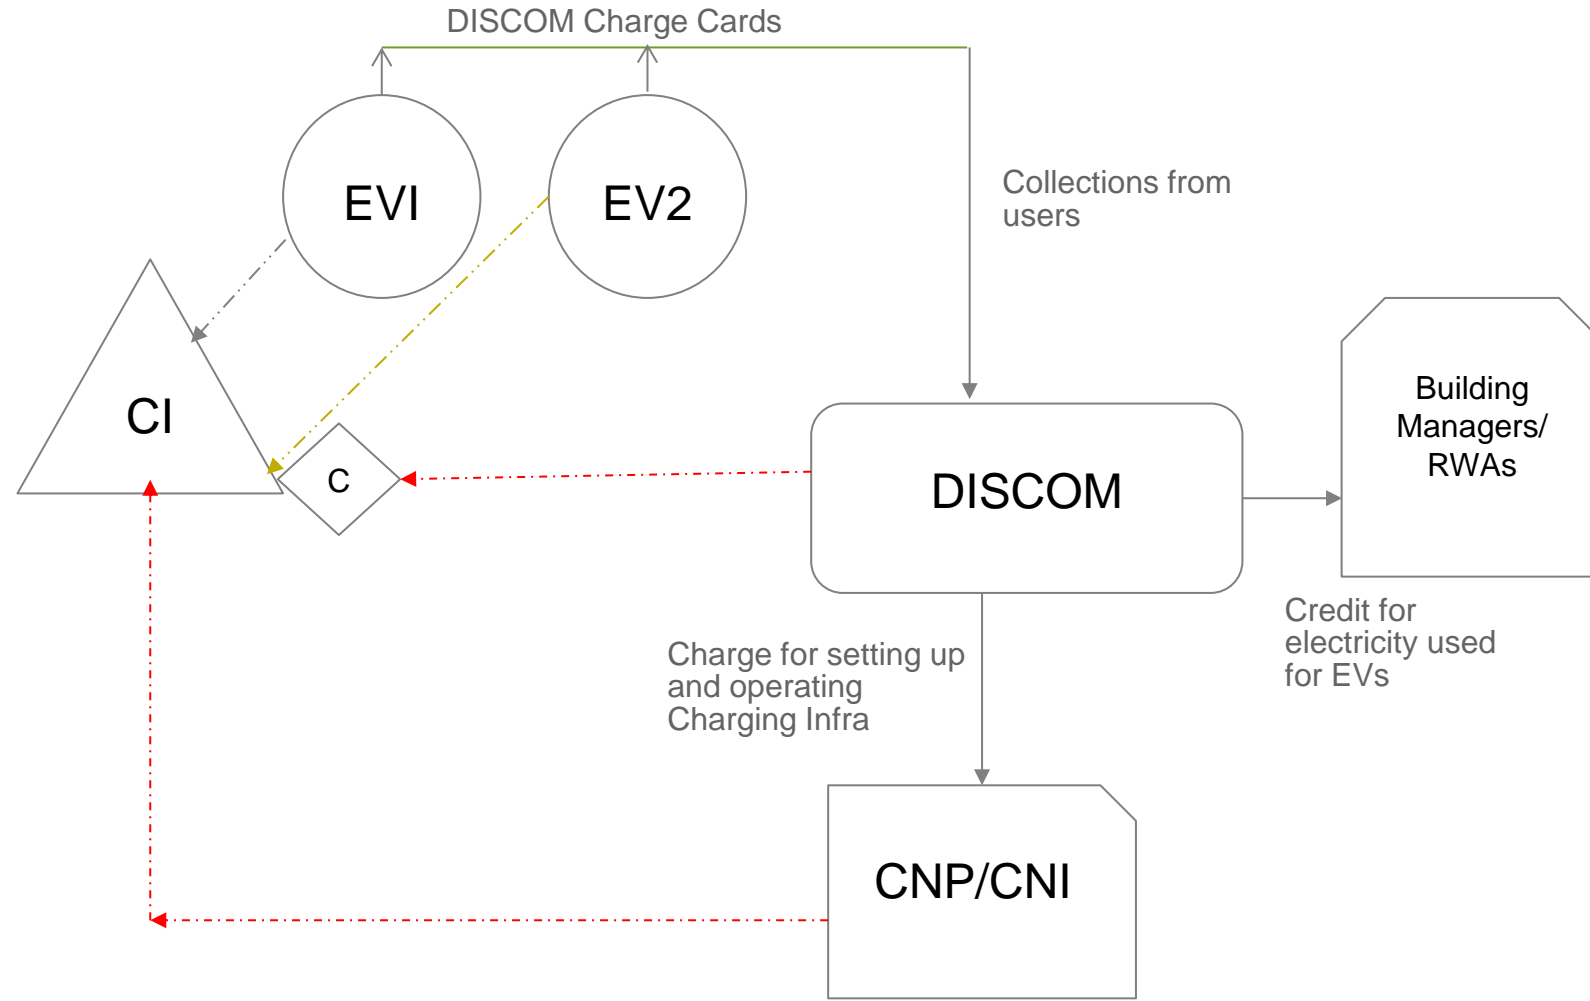 DISCOM Charge Cards
EVI
EV2
Collections from
users
CI
C
DISCOM
Building
Managers/
RWAs
Charge for setting up
and operating
Charging Infra
Credit for
electricity used
for EVs
CNP/CNI